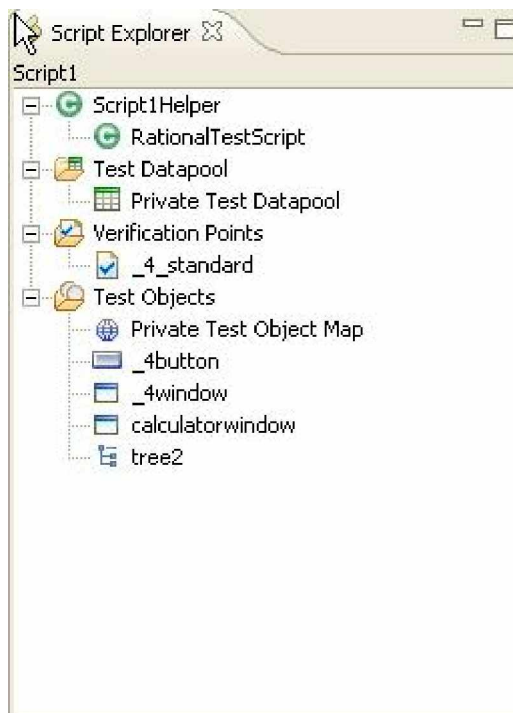 Script Explorer
Script1
Script1Helper
RationalTestScript
Test Datapool
Private Test Datapool
Verification Points
_4_standard
Test Objects
Private Test Object Map
_4button
_4window
calculatorwindow
tree2